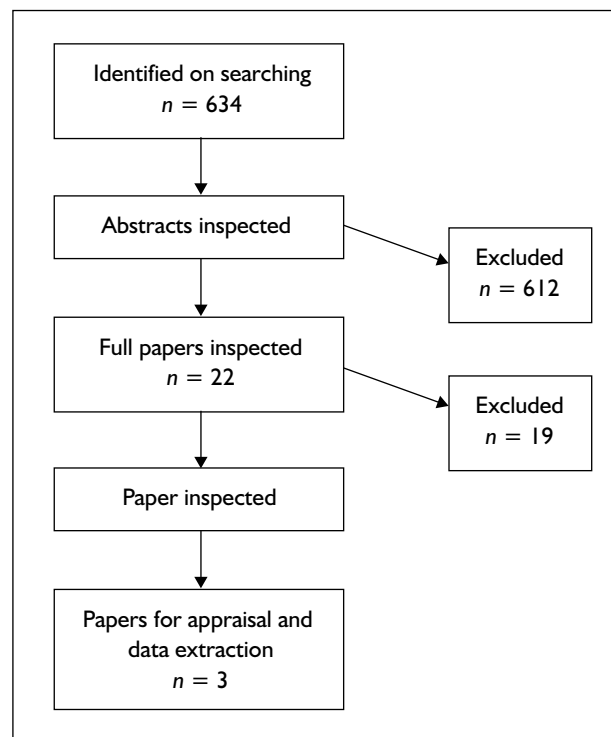 Identified on searching
n = 634
Abstracts inspected
Excluded
n = 612
Full papers inspected
n = 22
Excluded
n = 19
Paper inspected
Papers for appraisal and
data extraction
n = 3